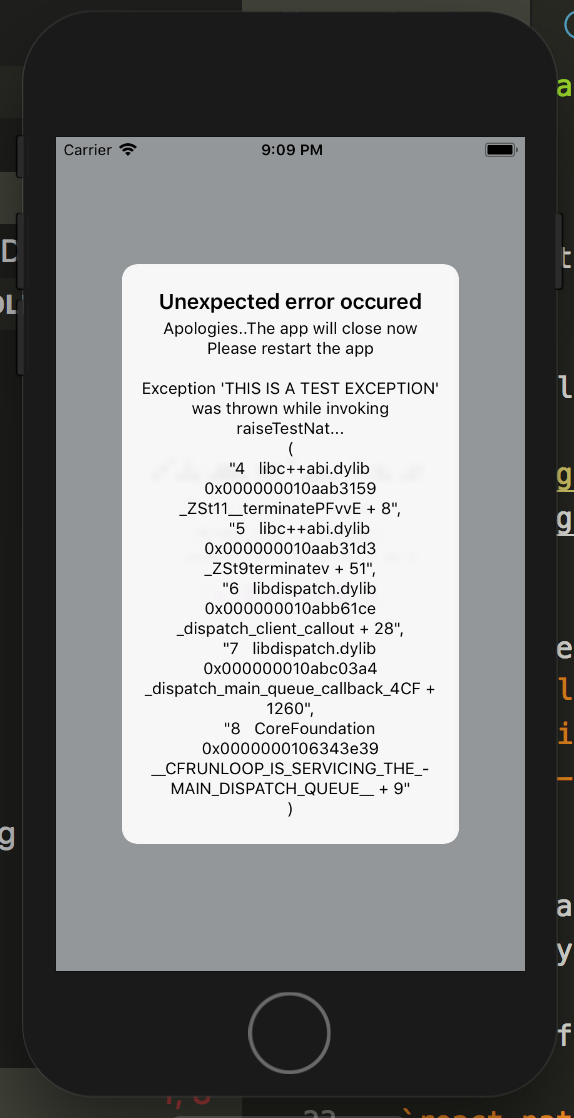 Carrier 9:09 PM
Unexpected error occured
Apologies..The app will close now
Please restart the app
Exception 'THIS IS A TEST EXCEPTION'
was thrown while invoking
raiseTestNat...
(
"4 libc++abi.dylib
0x000000010aab3159
_ZSt11__terminatePFvvE + 8",
"5 libc++abi.dylib
0x000000010aab31d3
_ZSt9terminatev + 51",
"6 libdispatch.dylib
0x000000010abb61ce
_dispatch_client_callout + 28",
"7 libdispatch.dylib
0x000000010abc03a4
_dispatch_main_queue_callback_4CF +
1260",
"8 CoreFoundation
0x0000000106343e39
__CFRUNLOOP_IS_SERVICING_THE_-
MAIN_DISPATCH_QUEUE__ + 9"
)